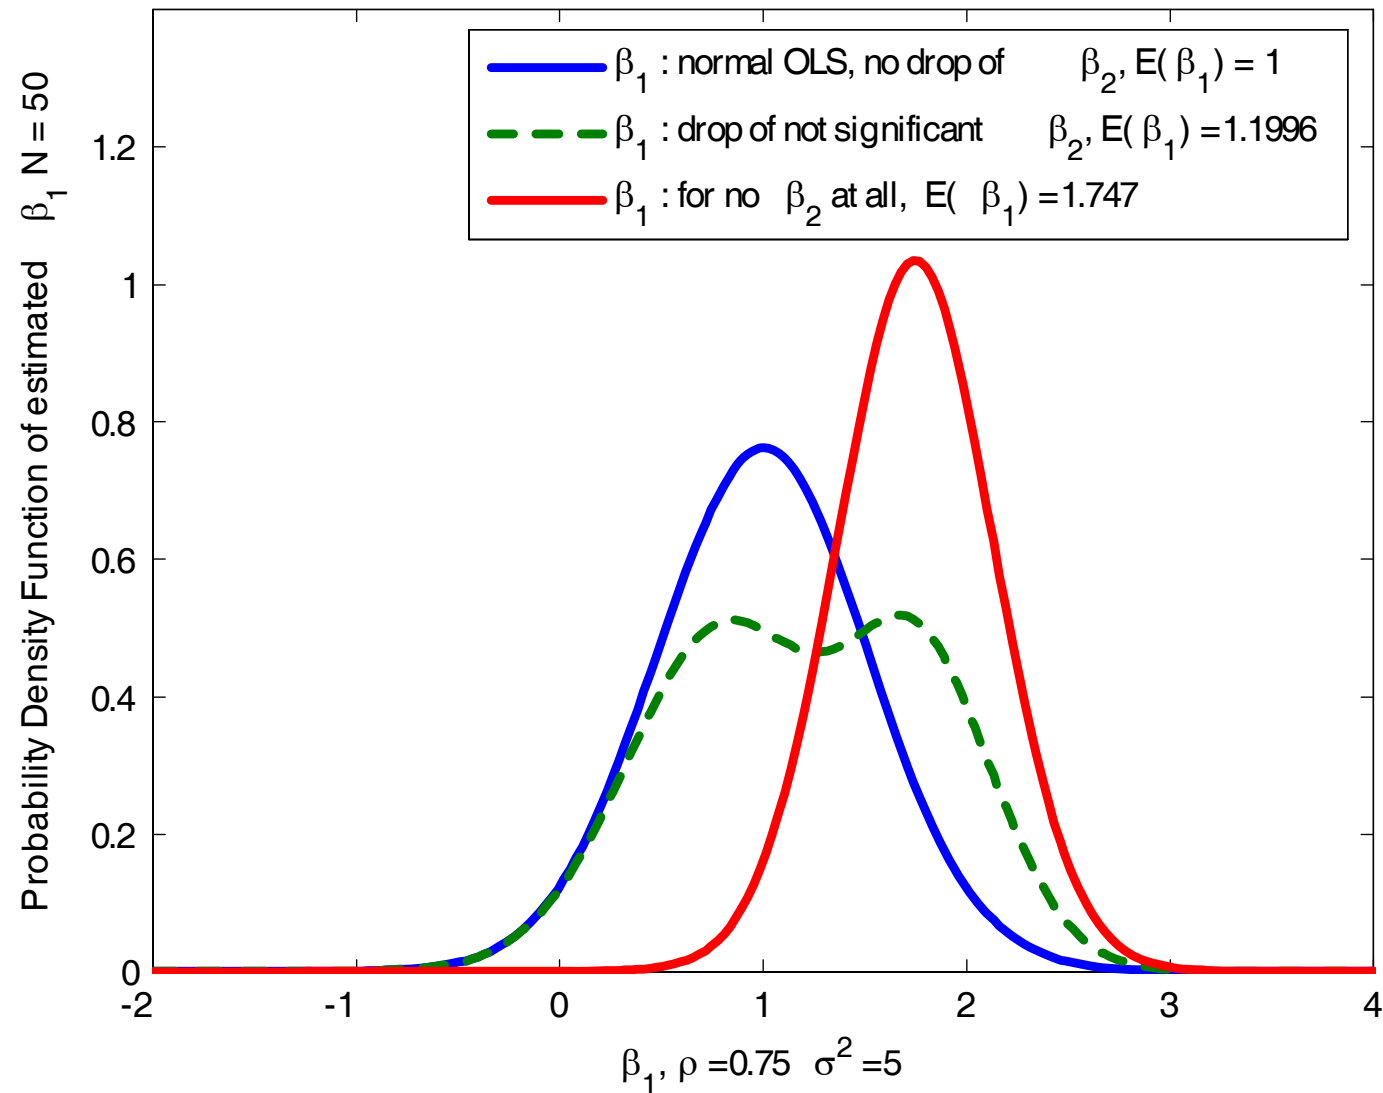 β1 : normal OLS, no drop of β2, E( β1) = 1
β1 : drop of not significant β2, E( β1) =1.1996
β1 : for no β2 at all, E( β1) =1.747
Probability Density Function of estimated β1 N = 50
1.2
1
0.8
0.6
0.4
0.2
0
-2 -1 0 1 2 3 4
β1, ρ =0.75 σ2 =5